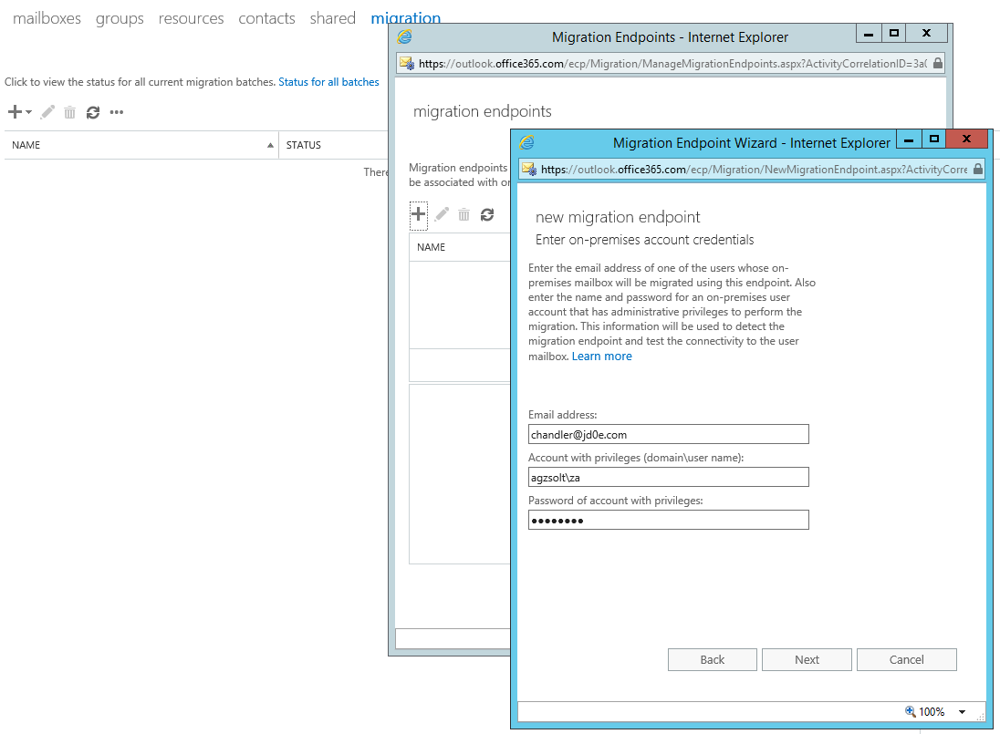 mailboxes groups resources contacts shared migration
Click to view the status for all current migration batches. Status for all batches
NAME STATUS
There
Migration Endpoints - Internet Explorer
https://outlook.office365.com/ecp/Migration/ManageMigrationEndpoints.aspx?ActivityCorrelationID=3a0
migration endpoints
Migration endpoints
be associated with or
NAME
Migration Endpoint Wizard - Internet Explorer
https://outlook.office365.com/ecp/Migration/NewMigrationEndpoint.aspx?ActivityCorre
new migration endpoint
Enter on-premises account credentials
Enter the email address of one of the users whose on-
premises mailbox will be migrated using this endpoint. Also
enter the name and password for an on-premises user
account that has administrative privileges to perform the
migration. This information will be used to detect the
migration endpoint and test the connectivity to the user
mailbox. Learn more
Email address:
chandler@jd0e.com
Account with privileges (domain\user name):
agzsolt\za
Password of account with privileges:
●●●●●●●●
Back Next Cancel
100%